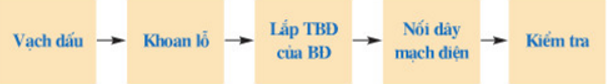 Vạch dấu
Khoan lỗ
Lắp TBĐ
của BĐ
Nối dây
mạch điện
Kiểm tra